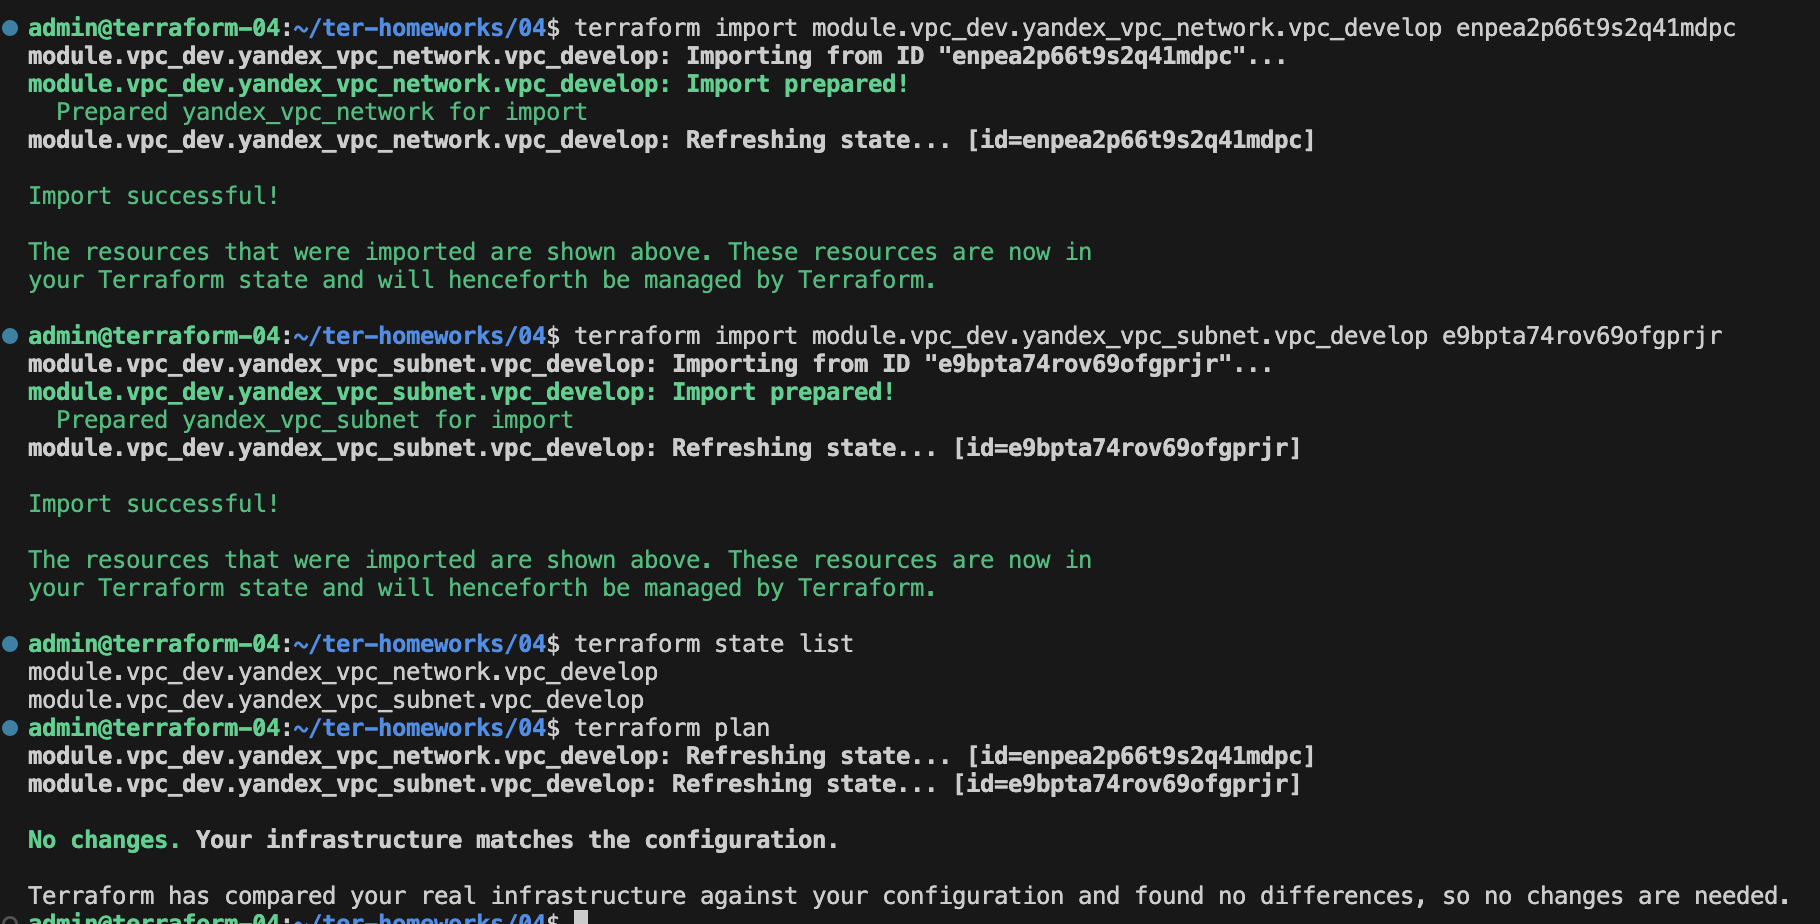 admin@terraform-04:~/ter-homeworks/04$ terraform import module.vpc_dev.yandex_vpc_network.vpc_develop enpea2p66t9s2q41mdpc
module.vpc_dev.yandex_vpc_network.vpc_develop: Importing from ID "enpea2p66t9s2q41mdpc"...
module.vpc_dev.yandex_vpc_network.vpc_develop: Import prepared!
  Prepared yandex_vpc_network for import
module.vpc_dev.yandex_vpc_network.vpc_develop: Refreshing state... [id=enpea2p66t9s2q41mdpc]
Import successful!
The resources that were imported are shown above. These resources are now in
your Terraform state and will henceforth be managed by Terraform.
admin@terraform-04:~/ter-homeworks/04$ terraform import module.vpc_dev.yandex_vpc_subnet.vpc_develop e9bpta74rov69ofgprjr
module.vpc_dev.yandex_vpc_subnet.vpc_develop: Importing from ID "e9bpta74rov69ofgprjr"...
module.vpc_dev.yandex_vpc_subnet.vpc_develop: Import prepared!
  Prepared yandex_vpc_subnet for import
module.vpc_dev.yandex_vpc_subnet.vpc_develop: Refreshing state... [id=e9bpta74rov69ofgprjr]
Import successful!
The resources that were imported are shown above. These resources are now in
your Terraform state and will henceforth be managed by Terraform.
admin@terraform-04:~/ter-homeworks/04$ terraform state list
module.vpc_dev.yandex_vpc_network.vpc_develop
module.vpc_dev.yandex_vpc_subnet.vpc_develop
admin@terraform-04:~/ter-homeworks/04$ terraform plan
module.vpc_dev.yandex_vpc_network.vpc_develop: Refreshing state... [id=enpea2p66t9s2q41mdpc]
module.vpc_dev.yandex_vpc_subnet.vpc_develop: Refreshing state... [id=e9bpta74rov69ofgprjr]
No changes. Your infrastructure matches the configuration.
Terraform has compared your real infrastructure against your configuration and found no differences, so no changes are needed.
admin@terraform-04:~/ter-homeworks/04$